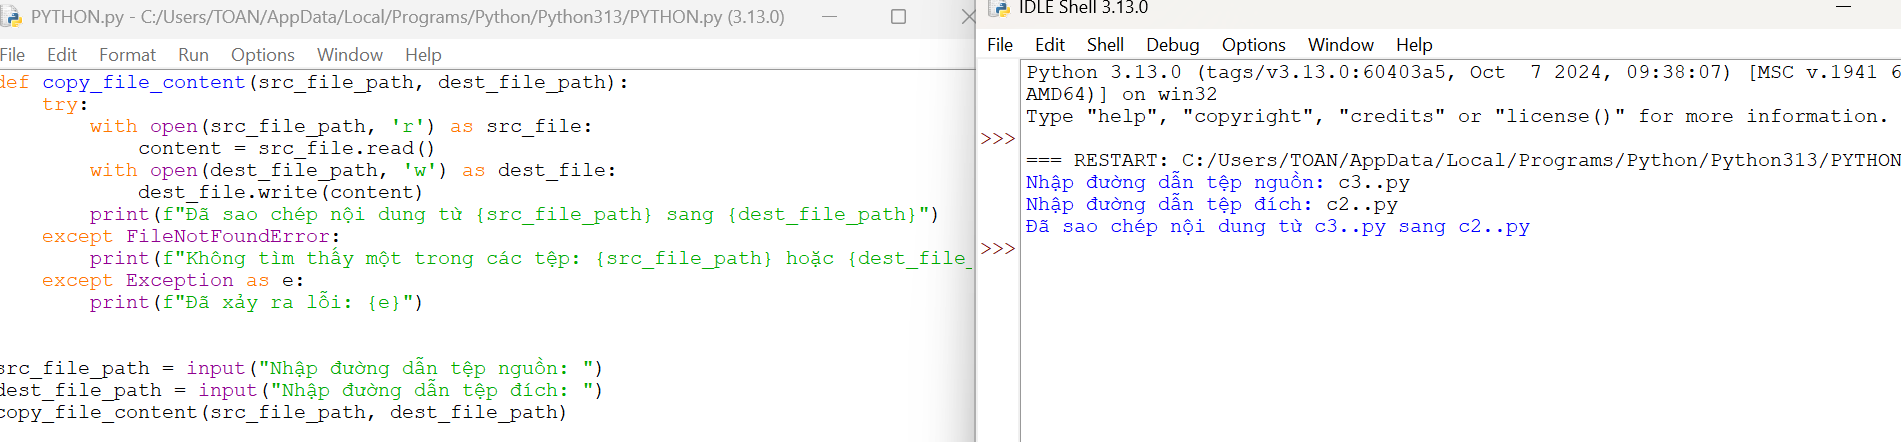 PYTHON.py - C:/Users/TOAN/AppData/Local/Programs/Python/Python313/PYTHON.py (3.13.0)
File Edit Format Run Options Window Help
def copy_file_content(src_file_path, dest_file_path):
    try:
        with open(src_file_path, 'r') as src_file:
            content = src_file.read()
        with open(dest_file_path, 'w') as dest_file:
            dest_file.write(content)
        print(f"Đã sao chép nội dung từ {src_file_path} sang {dest_file_path}")
    except FileNotFoundError:
        print(f"Không tìm thấy một trong các tệp: {src_file_path} hoặc {dest_file_
    except Exception as e:
        print(f"Đã xảy ra lỗi: {e}")
src_file_path = input("Nhập đường dẫn tệp nguồn: ")
dest_file_path = input("Nhập đường dẫn tệp đích: ")
copy_file_content(src_file_path, dest_file_path)
IDLE Shell 3.13.0
File Edit Shell Debug Options Window Help
Python 3.13.0 (tags/v3.13.0:60403a5, Oct  7 2024, 09:38:07) [MSC v.1941 6
AMD64)] on win32
Type "help", "copyright", "credits" or "license()" for more information.
>>>
=== RESTART: C:/Users/TOAN/AppData/Local/Programs/Python/Python313/PYTHON
Nhập đường dẫn tệp nguồn: c3..py
Nhập đường dẫn tệp đích: c2..py
Đã sao chép nội dung từ c3..py sang c2..py
>>>